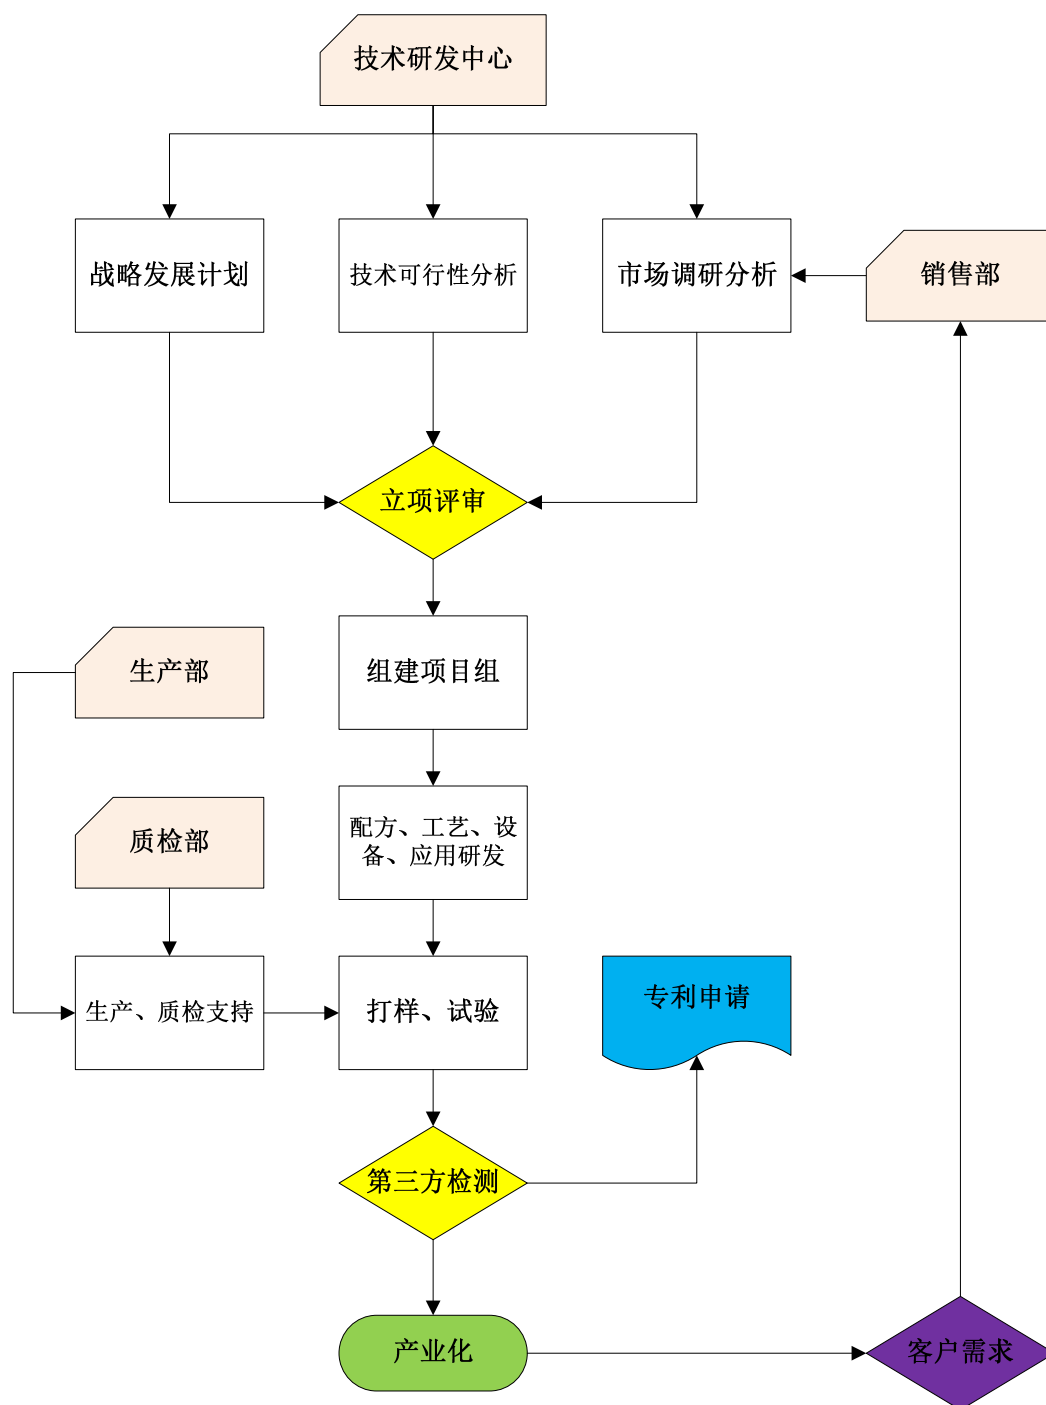 技术研发中心
战略发展计划
技术可行性分析
市场调研分析
销售部
立项评审
生产部
组建项目组
质检部
配方、工艺、设
备、应用研发
生产、质检支持
打样、试验
专利申请
第三方检测
产业化
客户需求